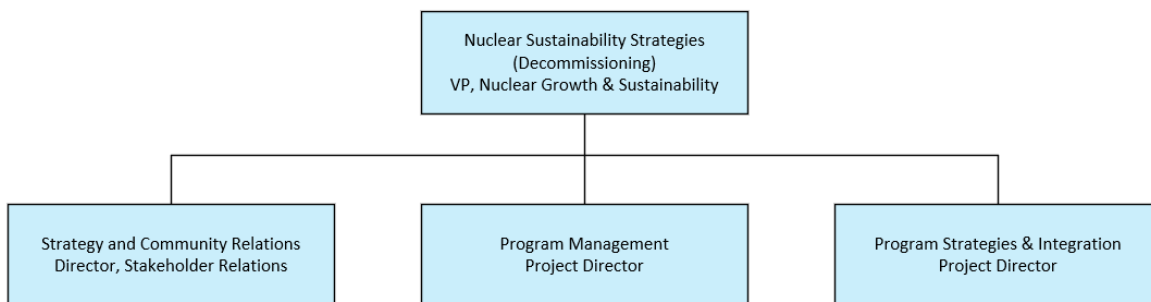 Nuclear Sustainability Strategies
(Decommissioning)
VP, Nuclear Growth & Sustainability
Strategy and Community Relations
Director, Stakeholder Relations
Program Management
Project Director
Program Strategies & Integration
Project Director